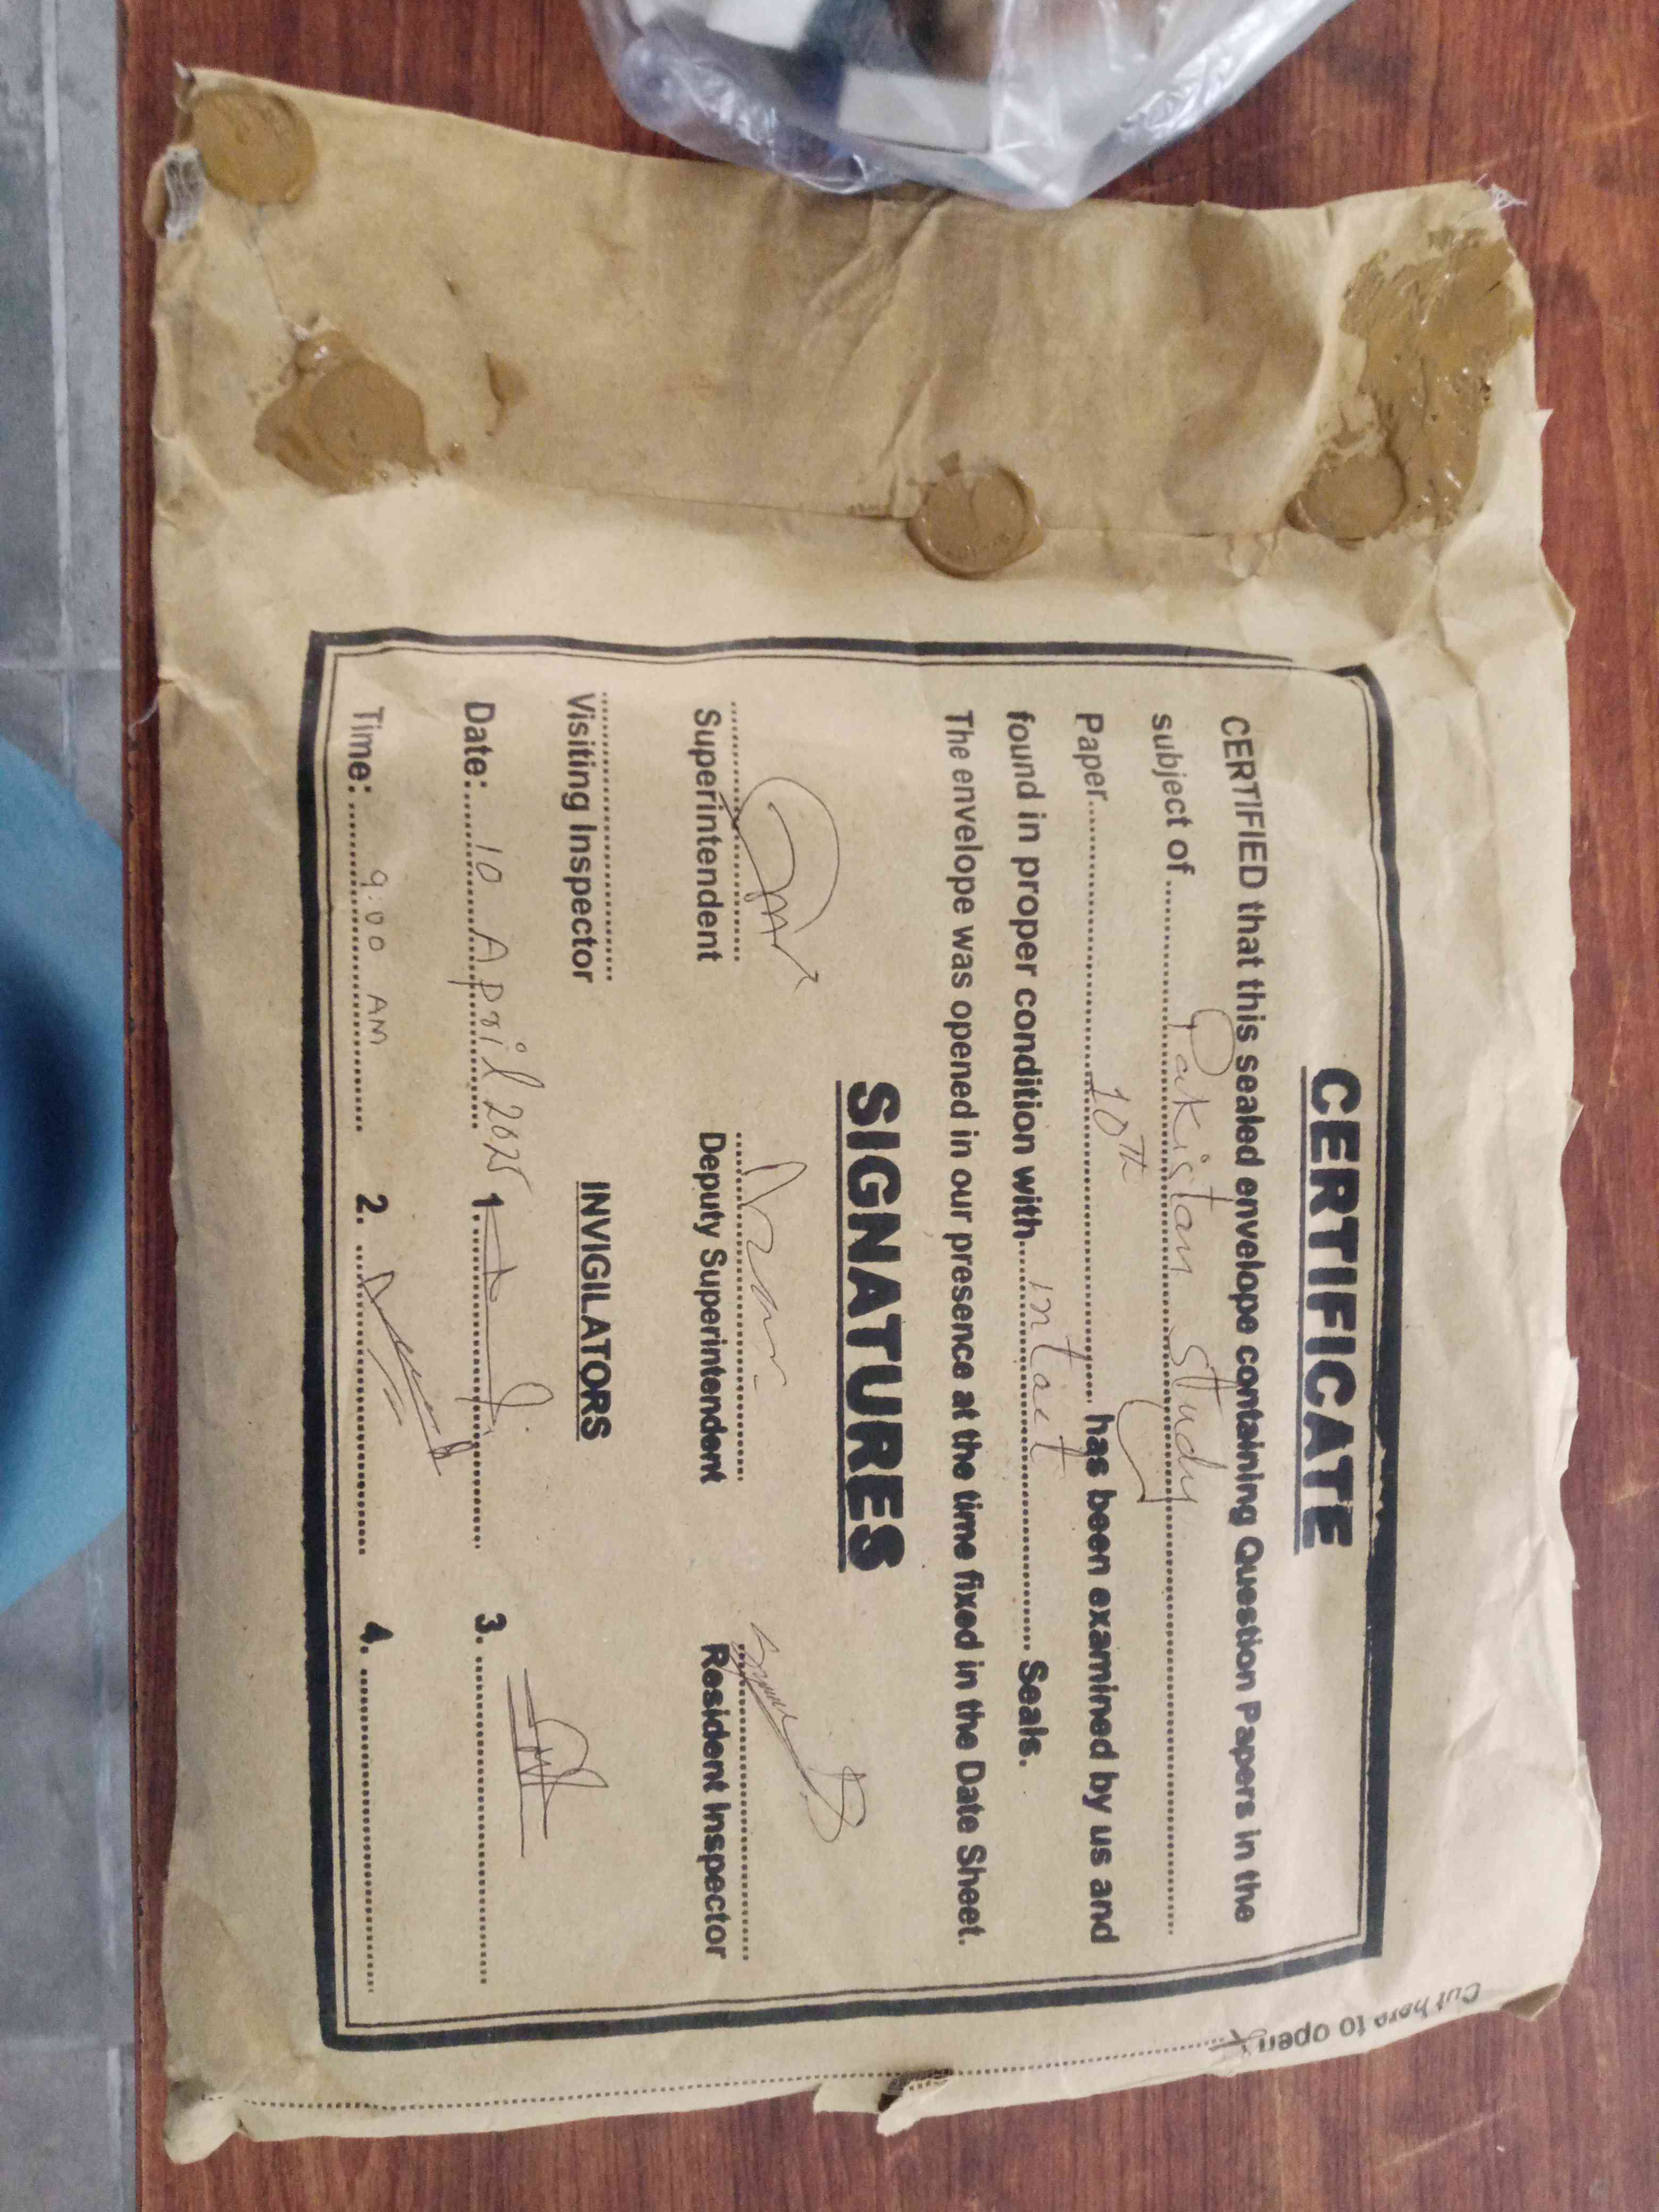 CERTIFICATE
CERTIFIED that this sealed envelope containing Question Papers in the
subject of.......... Pakistan Study ..........
Paper.......... 10th .......... has been examined by us and
found in proper condition with.......... intact .......... Seals.
The envelope was opened in our presence at the time fixed in the Date Sheet.
SIGNATURES
Superintendent Deputy Superintendent Resident Inspector
Visiting Inspector
INVIGILATORS
Date: 10 April 2025 1. 3.
Time: 9:00 AM 2. 4.
Cut here to open